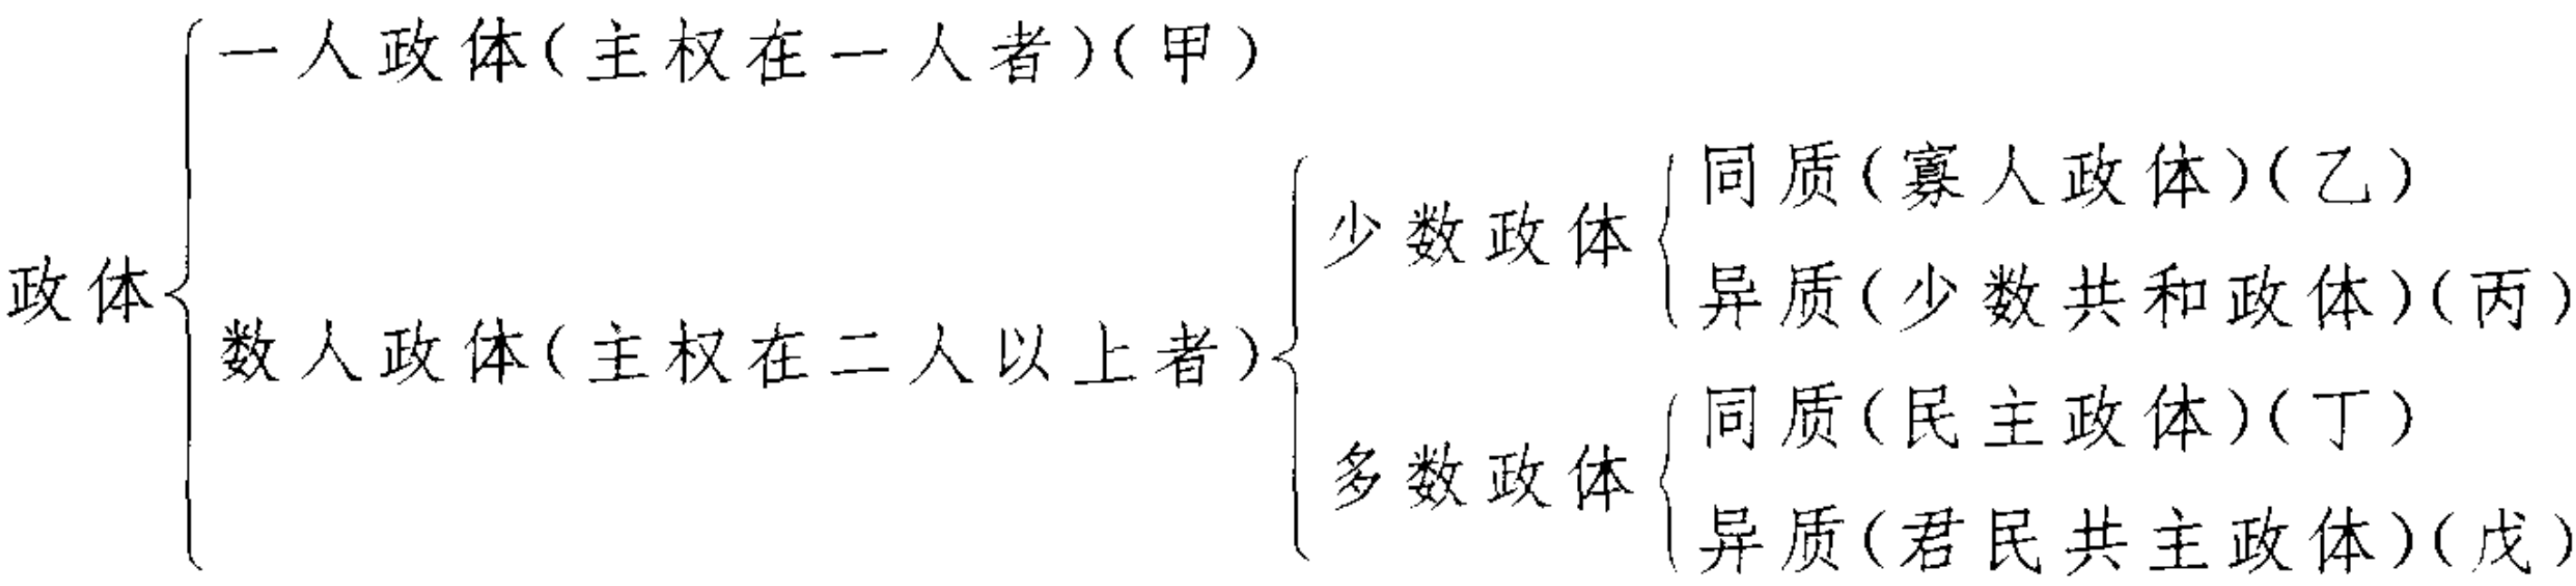 政体
一人政体(主权在一人者)(甲)
数人政体(主权在二人以上者)
少数政体
同质(寡人政体)(乙)
异质(少数共和政体)(丙)
多数政体
同质(民主政体)(丁)
异质(君民共主政体)(戊)